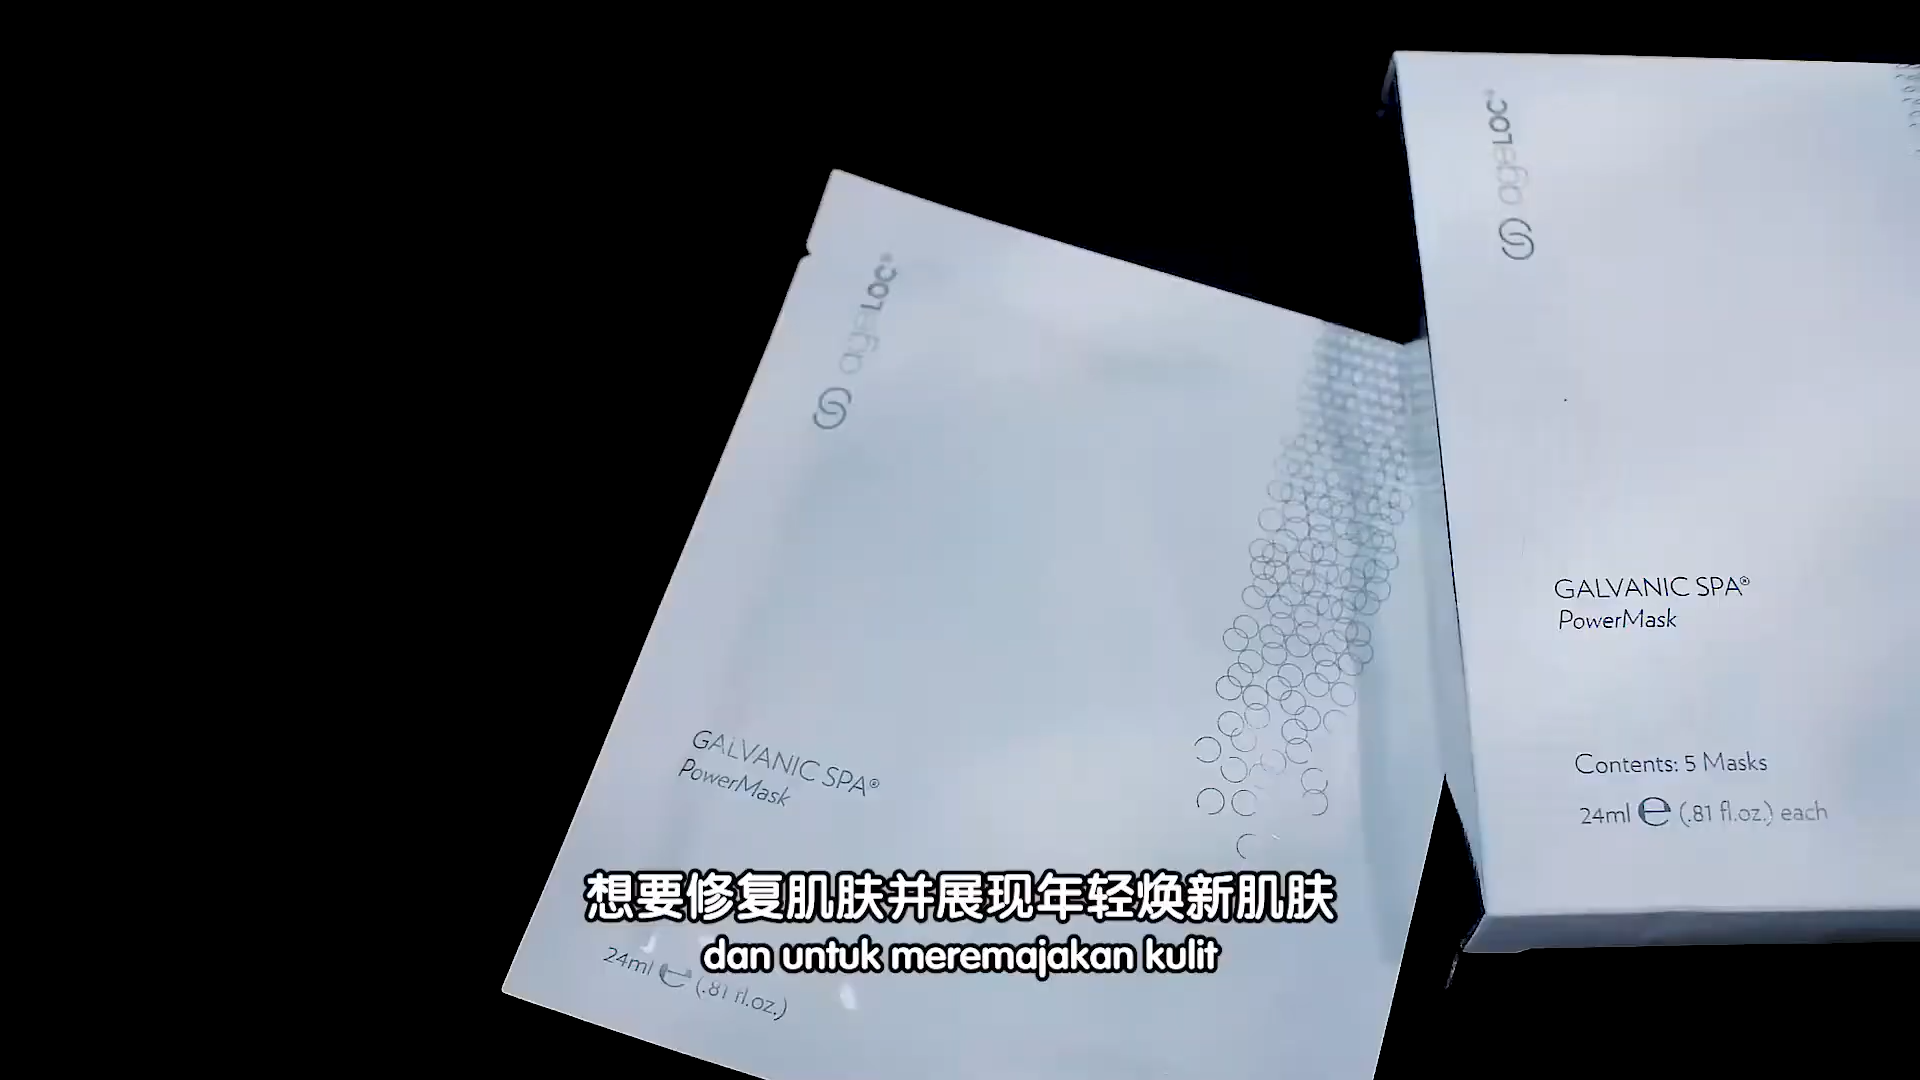 ageLOC®
GALVANIC SPA®
PowerMask
24ml ℮ (.81 fl.oz.)
ageLOC®
GALVANIC SPA®
PowerMask
Contents: 5 Masks
24ml ℮ (.81 fl.oz.) each
想要修复肌肤并展现年轻焕新肌肤
dan untuk meremajakan kulit